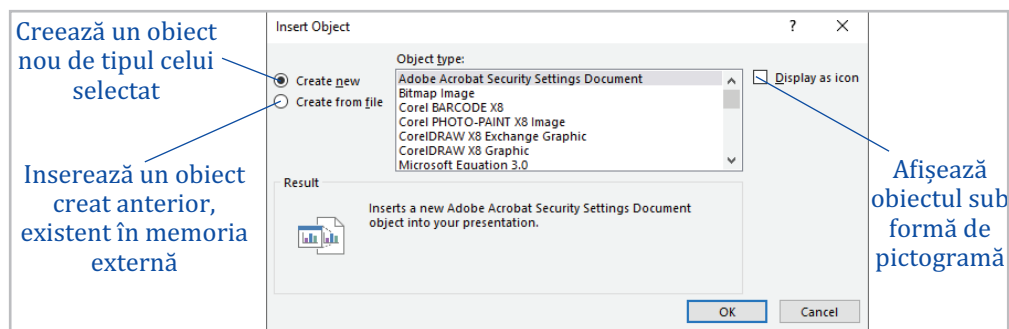 Creează un obiect
nou de tipul celui
selectat
Inserează un obiect
creat anterior,
existent în memoria
externă
Insert Object
? ×
Object type:
Create new
Create from file
Adobe Acrobat Security Settings Document
Bitmap Image
Corel BARCODE X8
Corel PHOTO-PAINT X8 Image
CorelDRAW X8 Exchange Graphic
CorelDRAW X8 Graphic
Microsoft Equation 3.0
Display as icon
Result
Inserts a new Adobe Acrobat Security Settings Document
object into your presentation.
OK
Cancel
Afișează
obiectul sub
formă de
pictogramă